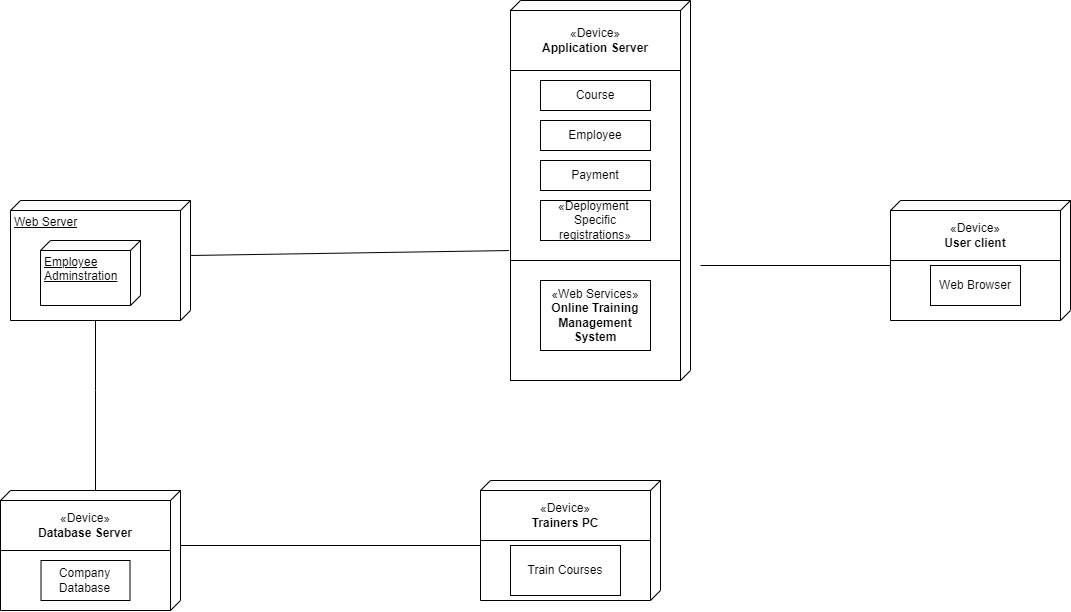 «Device»
Application Server
Course
Employee
Payment
«Deployment
Specific
registrations»
«Web Services»
Online Training
Management
System
Web Server
Employee
Adminstration
«Device»
User client
Web Browser
«Device»
Database Server
Company
Database
«Device»
Trainers PC
Train Courses